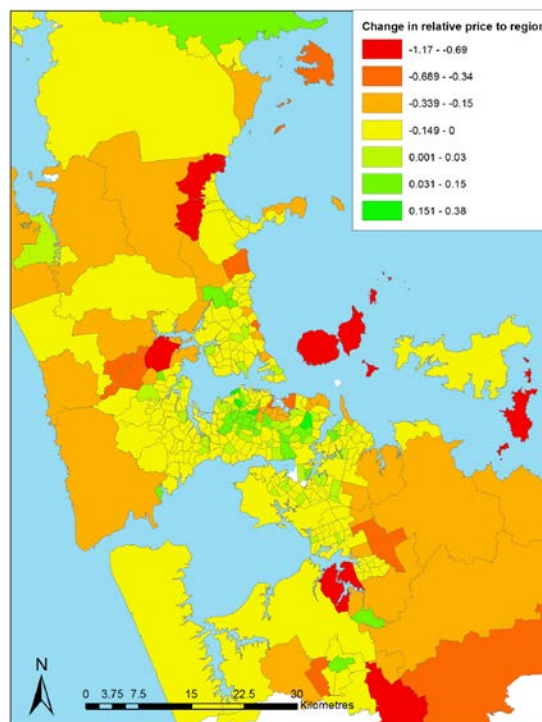 Change in relative price to region
-1.17 - -0.69
-0.689 - -0.34
-0.339 - -0.15
-0.149 - 0
0.001 - 0.03
0.031 - 0.15
0.151 - 0.38
N
0 3.75 7.5 15 22.5 30
Kilometres